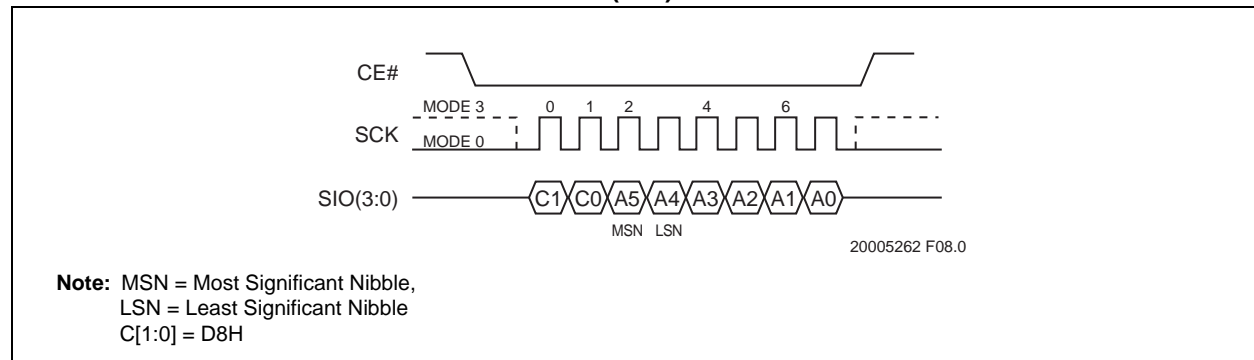 CE#
MODE 3 0 1 2 4 6
SCK
MODE 0
SIO(3:0) C1 C0 A5 A4 A3 A2 A1 A0
MSN LSN
20005262 F08.0
Note: MSN = Most Significant Nibble,
LSN = Least Significant Nibble
C[1:0] = D8H